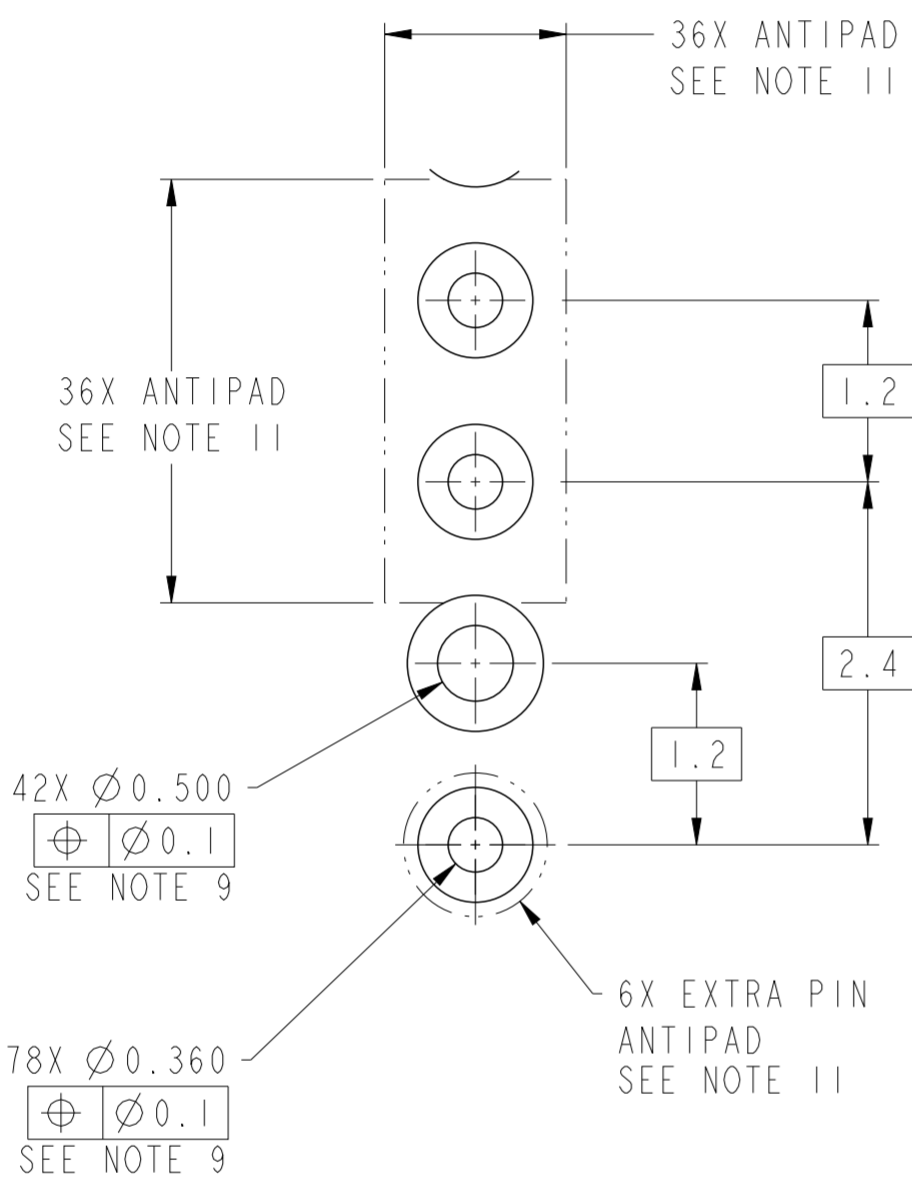 36X ANTIPAD
SEE NOTE 11
36X ANTIPAD
SEE NOTE 11
1.2
2.4
1.2
42X Ø0.500
⌖ Ø0.1
SEE NOTE 9
6X EXTRA PIN
ANTIPAD
SEE NOTE 11
78X Ø0.360
⌖ Ø0.1
SEE NOTE 9